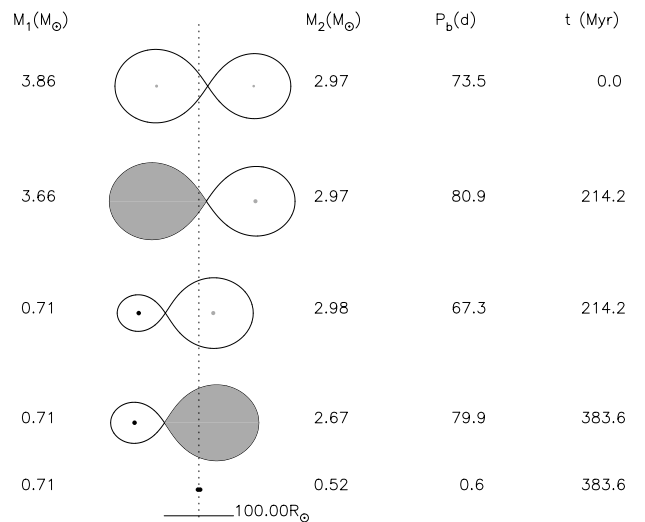 M₁(M☉) M₂(M☉) P_b(d) t (Myr)
3.86 2.97 73.5 0.0
3.66 2.97 80.9 214.2
0.71 2.98 67.3 214.2
0.71 2.67 79.9 383.6
0.71 0.52 0.6 383.6
100.00R☉